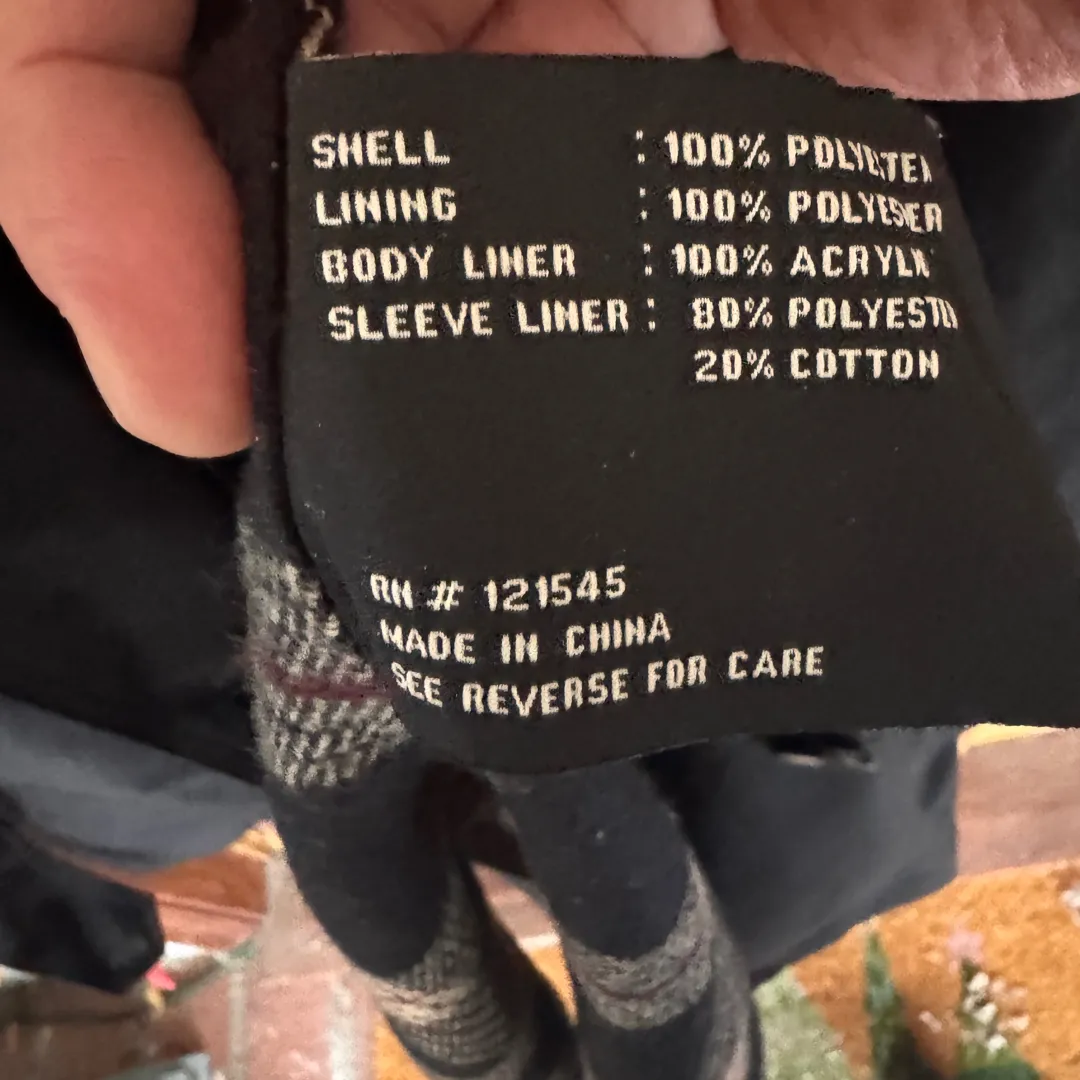 SHELL : 100% POLYESTER
LINING : 100% POLYESTER
BODY LINER : 100% ACRYLIC
SLEEVE LINER : 80% POLYESTER
20% COTTON
RN # 121545
MADE IN CHINA
SEE REVERSE FOR CARE